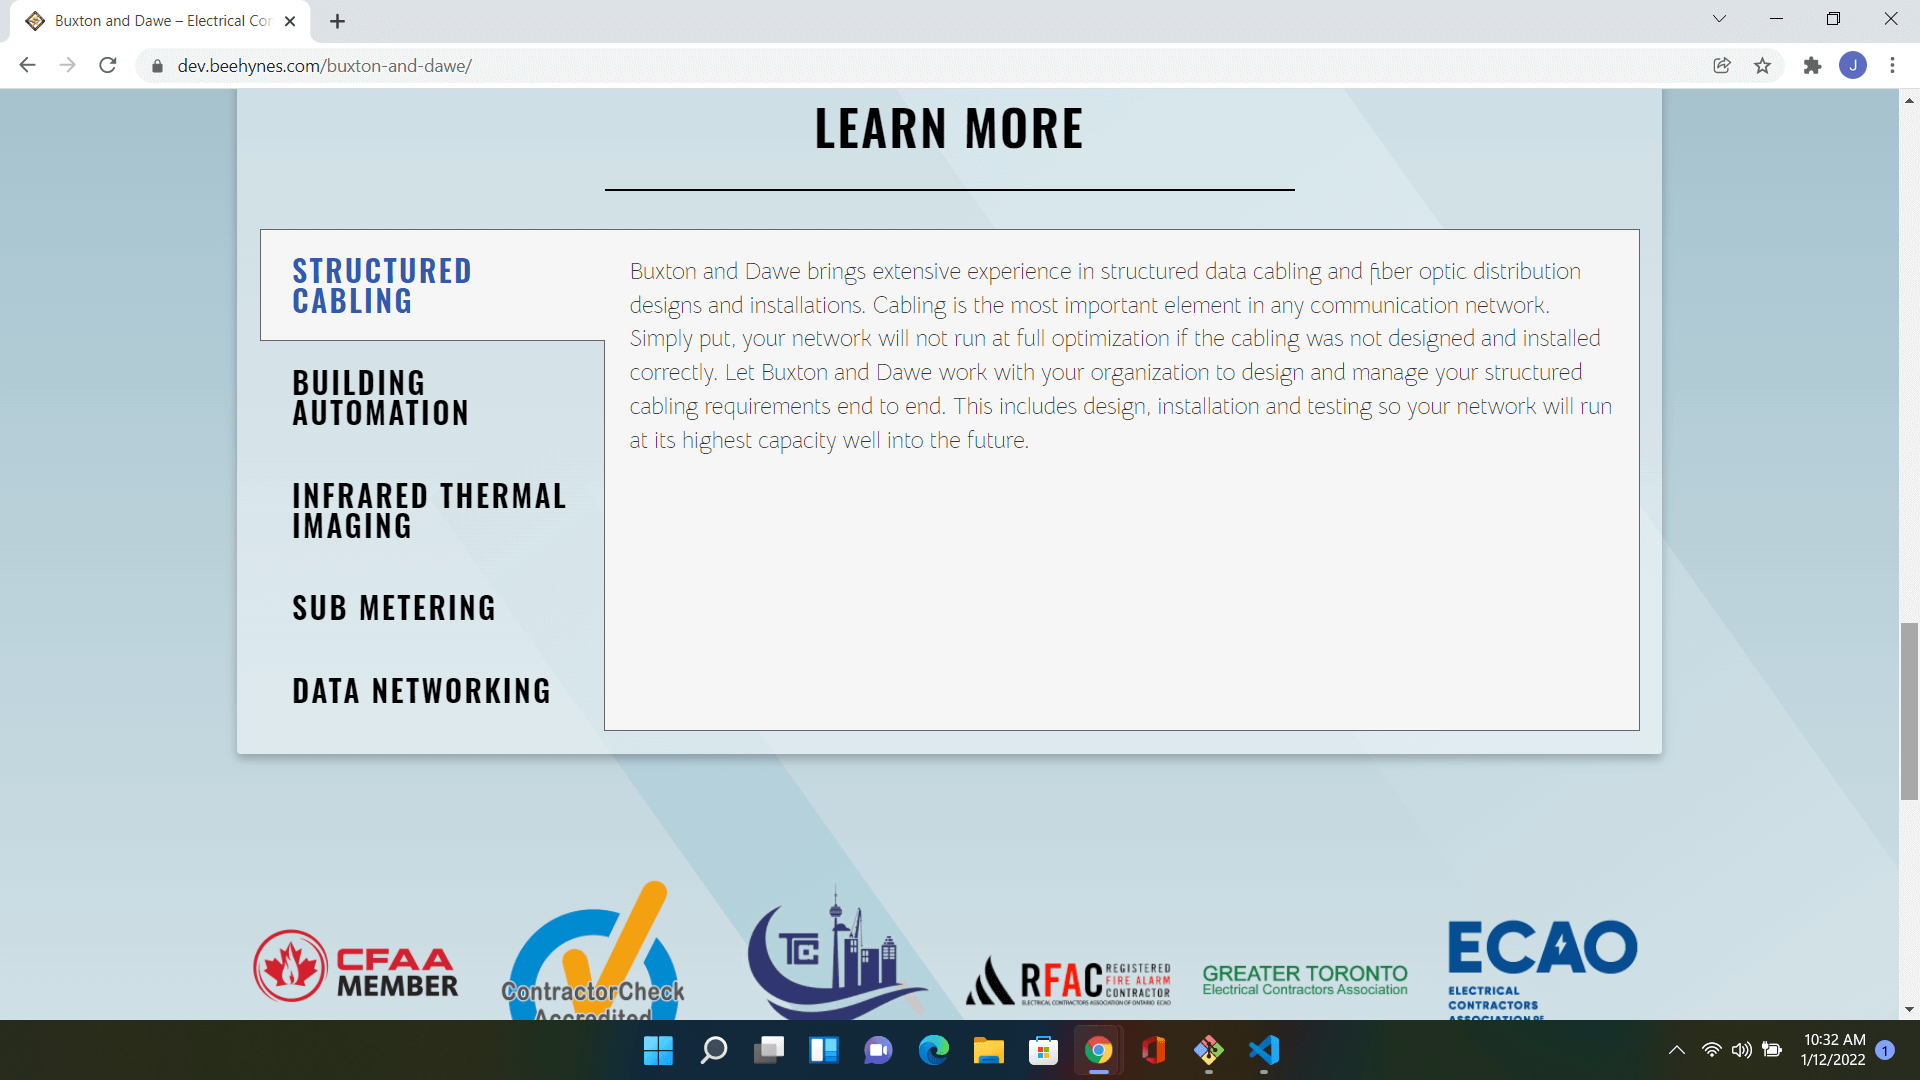 Buxton and Dawe – Electrical Con
dev.beehynes.com/buxton-and-dawe/
J
LEARN MORE
STRUCTURED
CABLING
Buxton and Dawe brings extensive experience in structured data cabling and fiber optic distribution
designs and installations. Cabling is the most important element in any communication network.
Simply put, your network will not run at full optimization if the cabling was not designed and installed
correctly. Let Buxton and Dawe work with your organization to design and manage your structured
cabling requirements end to end. This includes design, installation and testing so your network will run
at its highest capacity well into the future.
BUILDING
AUTOMATION
INFRARED THERMAL
IMAGING
SUB METERING
DATA NETWORKING
CFAA
MEMBER
ContractorCheck
Accredited
RFAC
REGISTERED
FIRE ALARM
CONTRACTOR
ELECTRICAL CONTRACTORS ASSOCIATION OF ONTARIO ECAO
GREATER TORONTO
Electrical Contractors Association
ECAO
ELECTRICAL
CONTRACTORS
ASSOCIATION OF
10:32 AM
1/12/2022
1